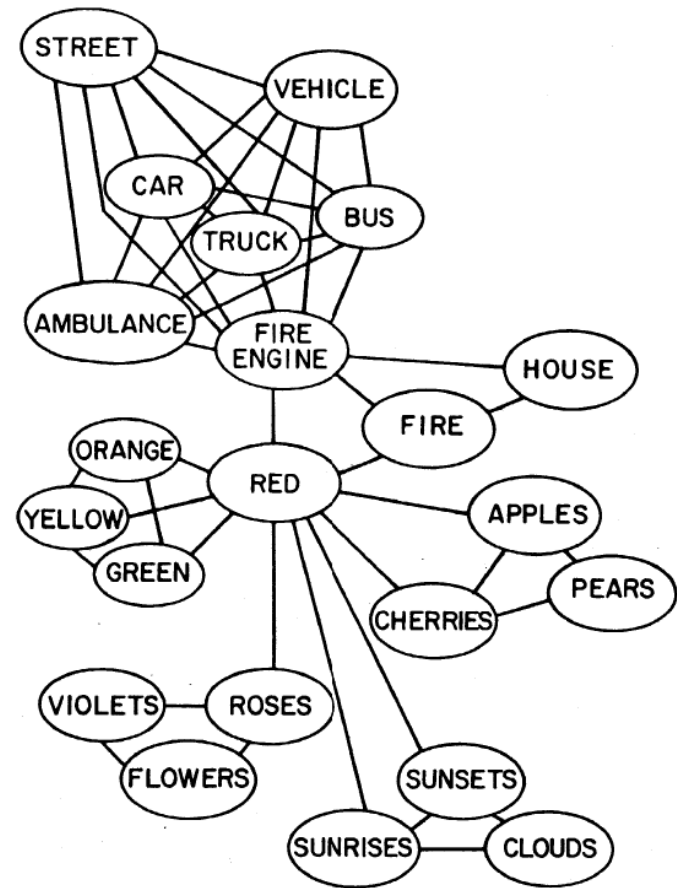 STREET
VEHICLE
CAR
BUS
TRUCK
AMBULANCE
FIRE
ENGINE
HOUSE
FIRE
ORANGE
RED
YELLOW
APPLES
GREEN
PEARS
CHERRIES
VIOLETS
ROSES
FLOWERS
SUNSETS
SUNRISES
CLOUDS